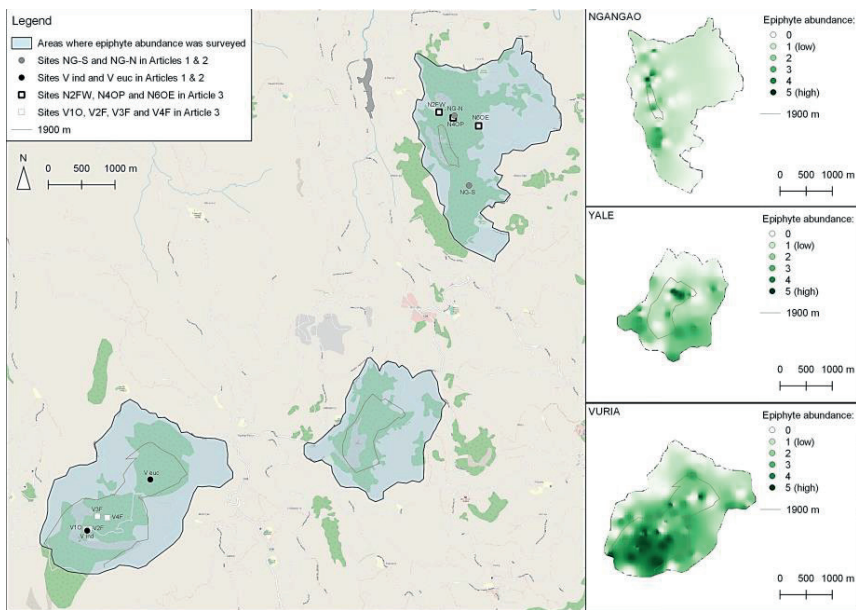 Legend
Areas where epiphyte abundance was surveyed
Sites NG-S and NG-N in Articles 1 & 2
Sites V ind and V euc in Articles 1 & 2
Sites N2FW, N4OP and N6OE in Article 3
Sites V1O, V2F, V3F and V4F in Article 3
1900 m
N
0 500 1000 m
N2FW
NG-N
N4OP
N6OE
NG-S
V euc
V3F
V4F
V1O
V2F
V ind
NGANGAO
Epiphyte abundance:
0
1 (low)
2
3
4
5 (high)
1900 m
0 500 1000 m
YALE
Epiphyte abundance:
0
1 (low)
2
3
4
5 (high)
1900 m
0 500 1000 m
VURIA
Epiphyte abundance:
0
1 (low)
2
3
4
5 (high)
1900 m
0 500 1000 m